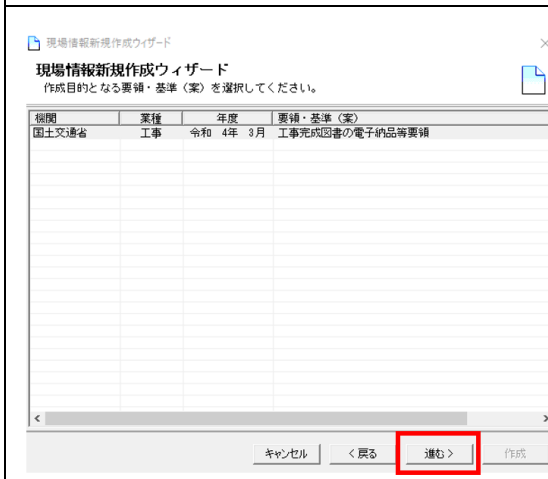 現場情報新規作成ウィザード
現場情報新規作成ウィザード
作成目的となる要領・基準（案）を選択してください。
機関 業種 年度 要領・基準（案）
国土交通省 工事 令和 4年 3月 工事完成図書の電子納品等要領
キャンセル < 戻る 進む > 作成